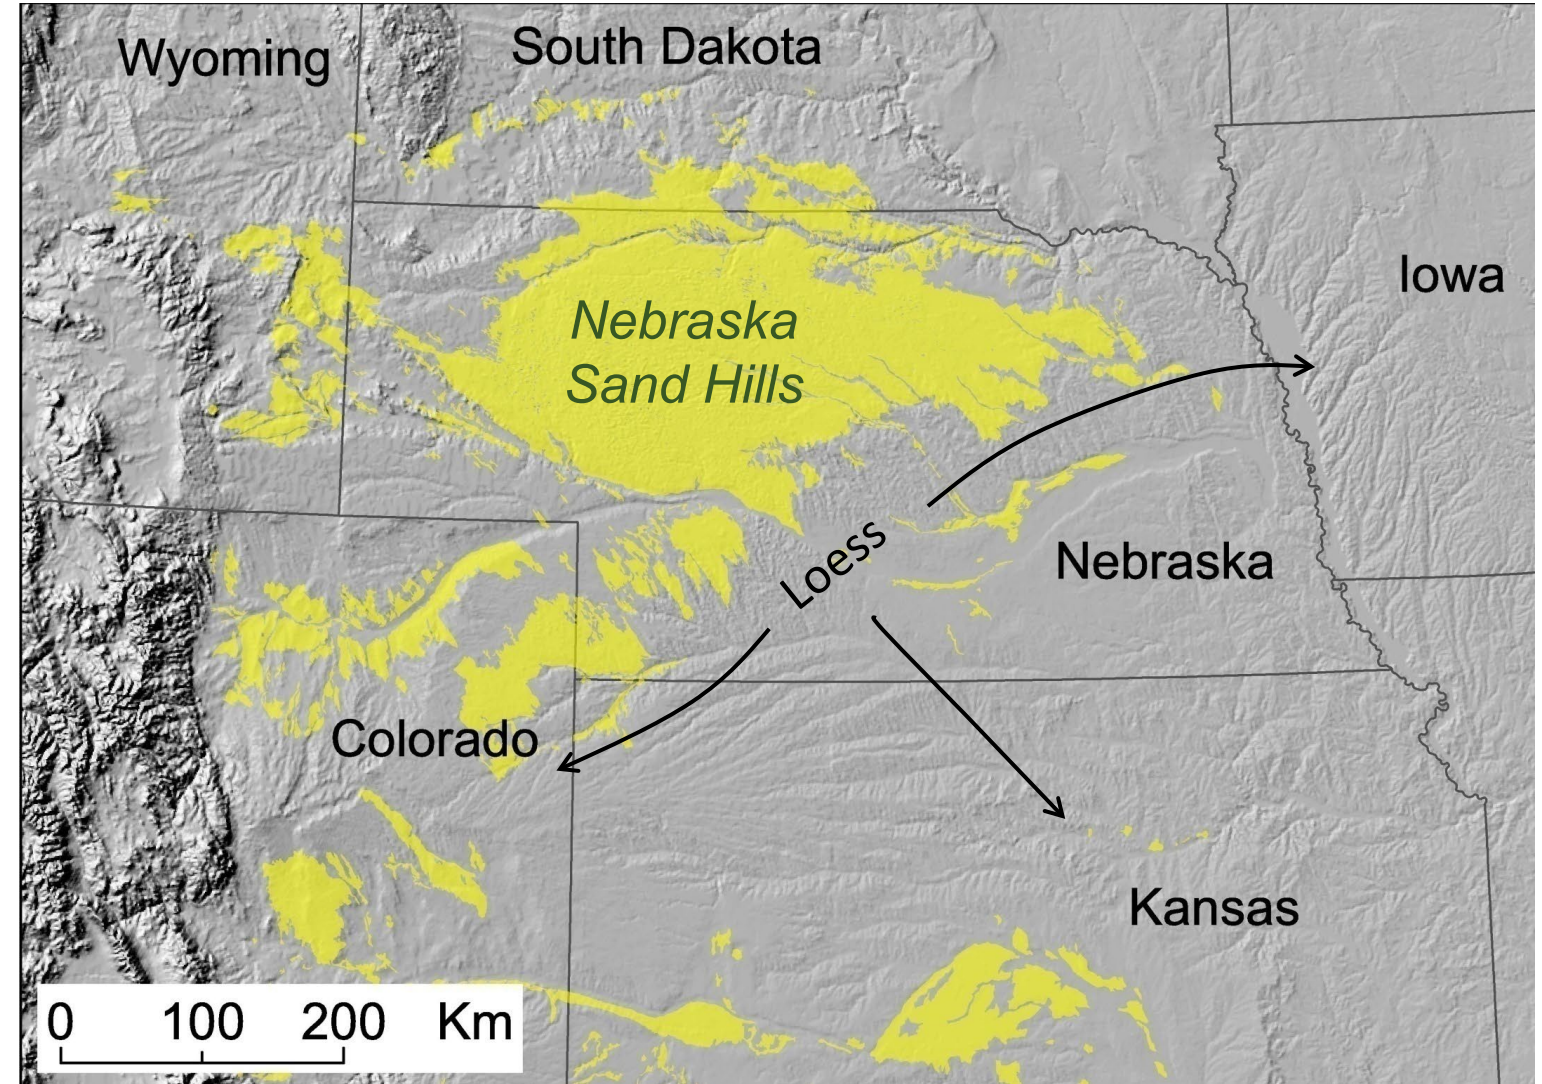 Wyoming
South Dakota
Iowa
Nebraska
Sand Hills
Loess
Nebraska
Colorado
Kansas
0 100 200 Km